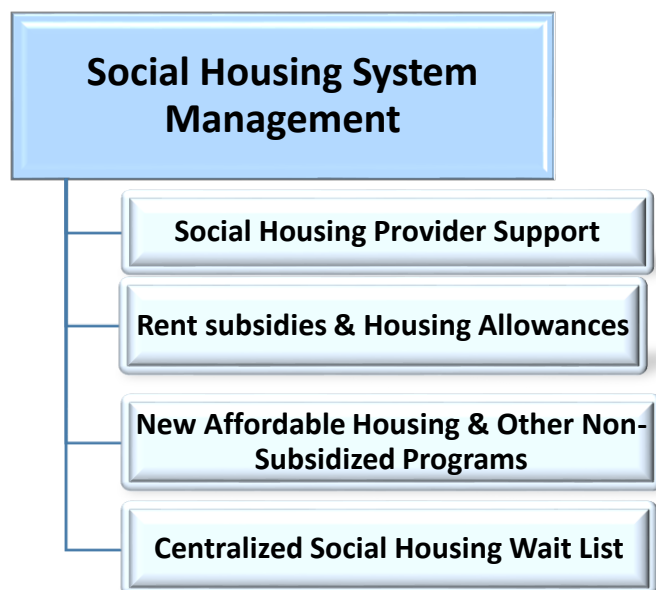 Social Housing System
Management
Social Housing Provider Support
Rent subsidies & Housing Allowances
New Affordable Housing & Other Non-
Subsidized Programs
Centralized Social Housing Wait List